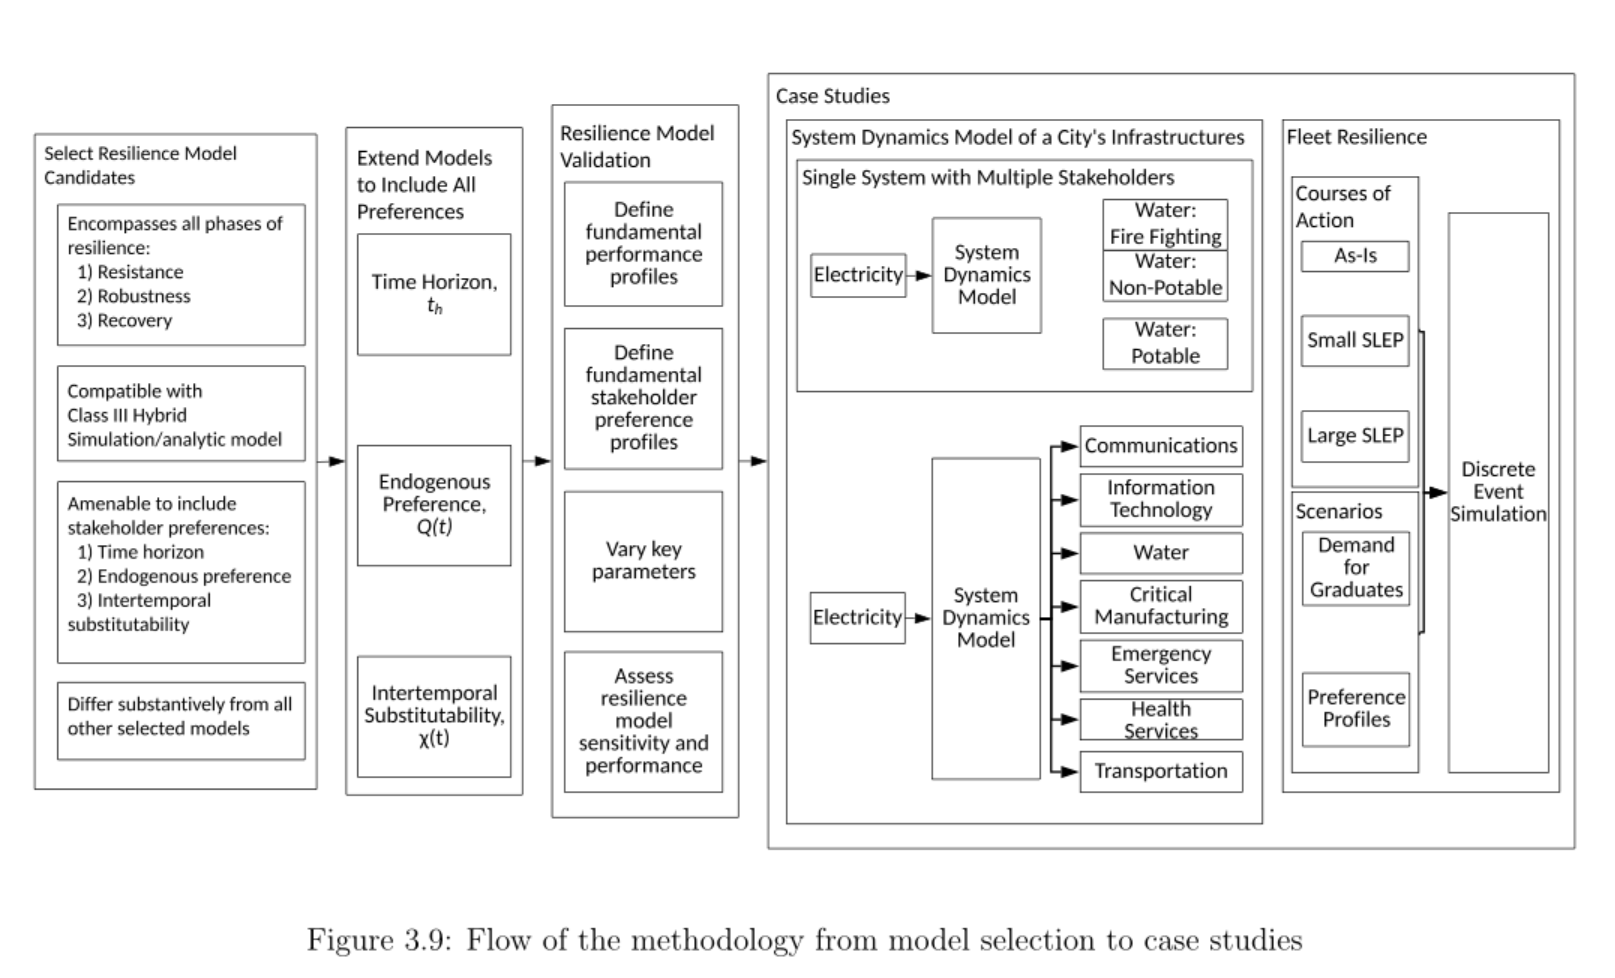 Select Resilience Model
Candidates
Encompasses all phases of
resilience:
1) Resistance
2) Robustness
3) Recovery
Compatible with
Class III Hybrid
Simulation/analytic model
Amenable to include
stakeholder preferences:
1) Time horizon
2) Endogenous preference
3) Intertemporal
substitutability
Differ substantively from all
other selected models
Extend Models
to Include All
Preferences
Time Horizon,
tₕ
Endogenous
Preference,
Q(t)
Intertemporal
Substitutability,
χ(t)
Resilience Model
Validation
Define
fundamental
performance
profiles
Define
fundamental
stakeholder
preference
profiles
Vary key
parameters
Assess
resilience
model
sensitivity and
performance
Case Studies
System Dynamics Model of a City's Infrastructures
Single System with Multiple Stakeholders
Electricity
System
Dynamics
Model
Water:
Fire Fighting
Water:
Non-Potable
Water:
Potable
Electricity
System
Dynamics
Model
Communications
Information
Technology
Water
Critical
Manufacturing
Emergency
Services
Health
Services
Transportation
Fleet Resilience
Courses of
Action
As-Is
Small SLEP
Large SLEP
Scenarios
Demand
for
Graduates
Preference
Profiles
Discrete
Event
Simulation
Figure 3.9: Flow of the methodology from model selection to case studies